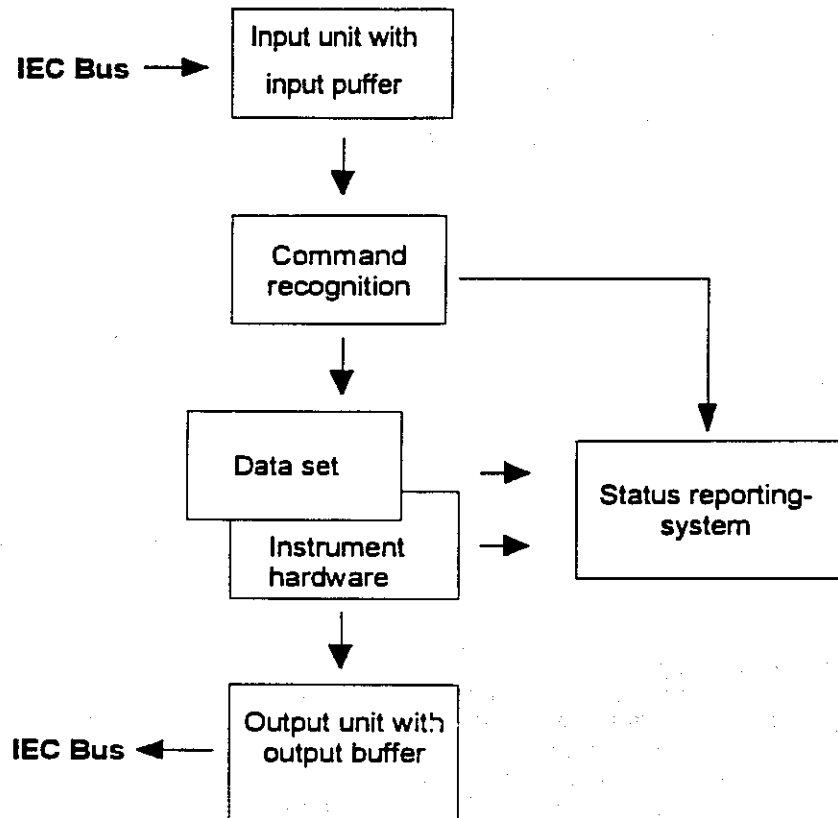 Input unit with
IEC Bus
input puffer
Command
recognition
Data set
Status reporting-
system
Instrument
hardware
Output unit with
output buffer
IEC Bus